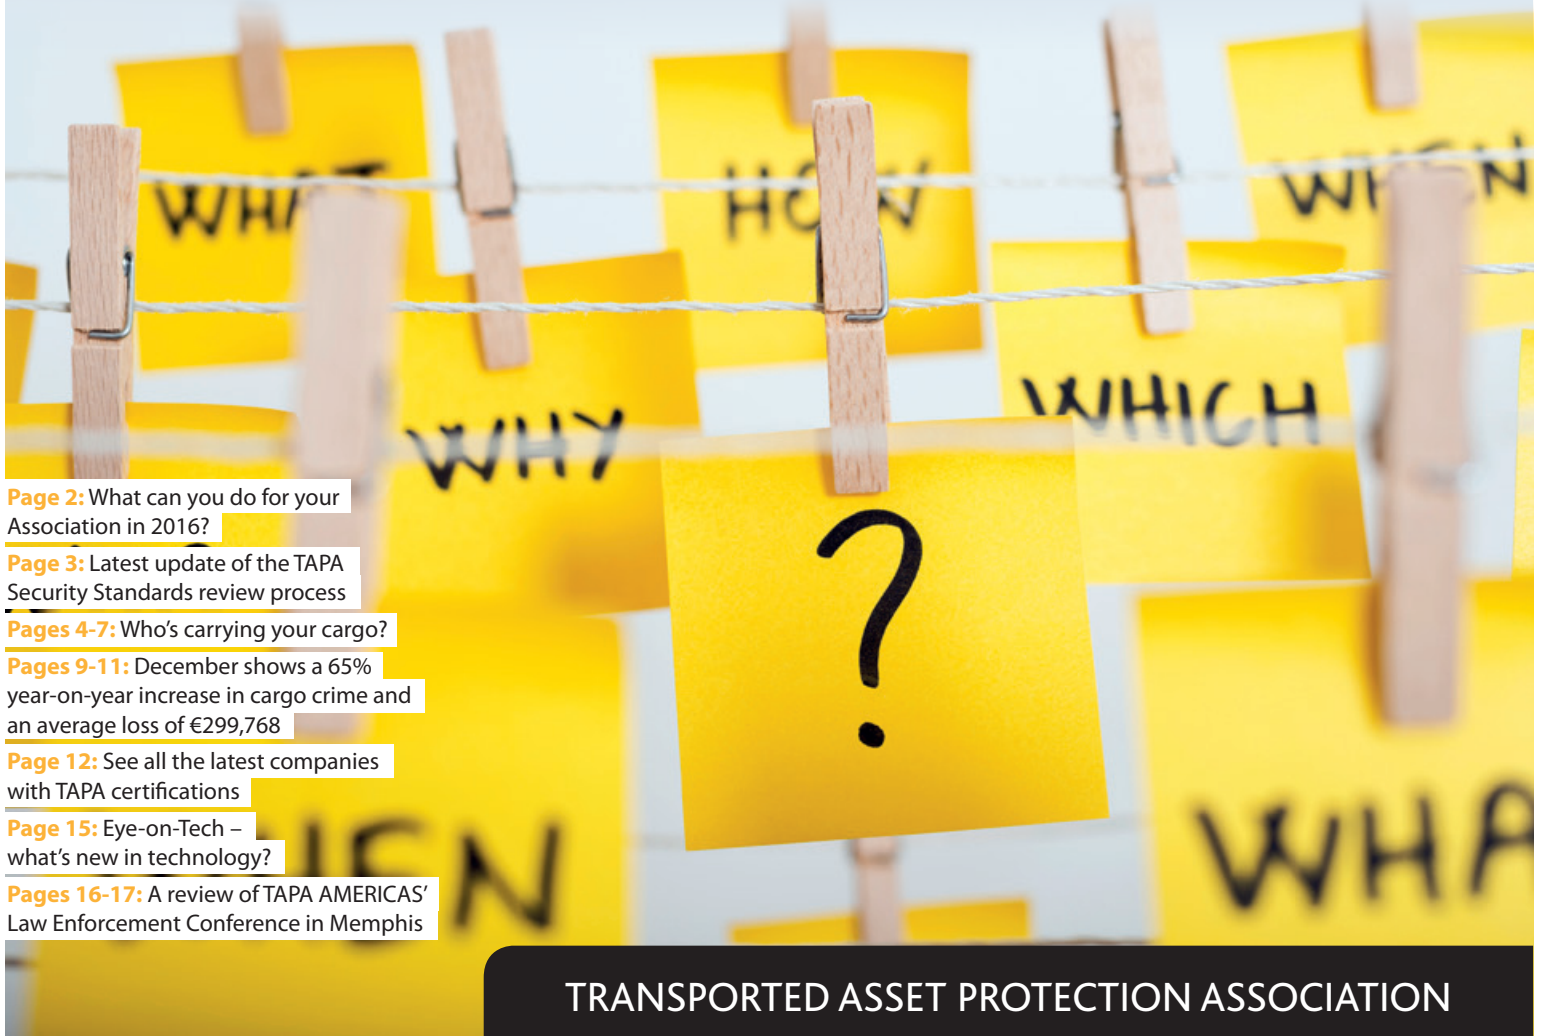 WHAT
HOW
WHEN
WHY
WHICH
?
Page 2: What can you do for your
Association in 2016?
Page 3: Latest update of the TAPA
Security Standards review process
Pages 4-7: Who’s carrying your cargo?
Pages 9-11: December shows a 65%
year-on-year increase in cargo crime and
an average loss of €299,768
Page 12: See all the latest companies
with TAPA certifications
Page 15: Eye-on-Tech –
what’s new in technology?
Pages 16-17: A review of TAPA AMERICAS’
Law Enforcement Conference in Memphis
WHA
TRANSPORTED ASSET PROTECTION ASSOCIATION